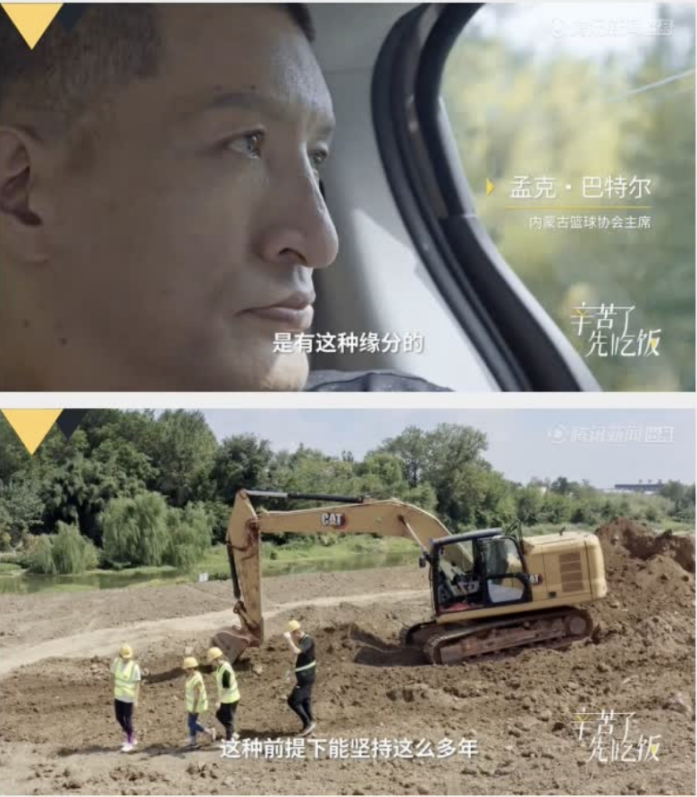 孟克·巴特尔
内蒙古篮球协会主席
是有这种缘分的
辛苦了
先吃饭
腾讯新闻
CAT
这种前提下能坚持这么多年
辛苦了
先吃饭